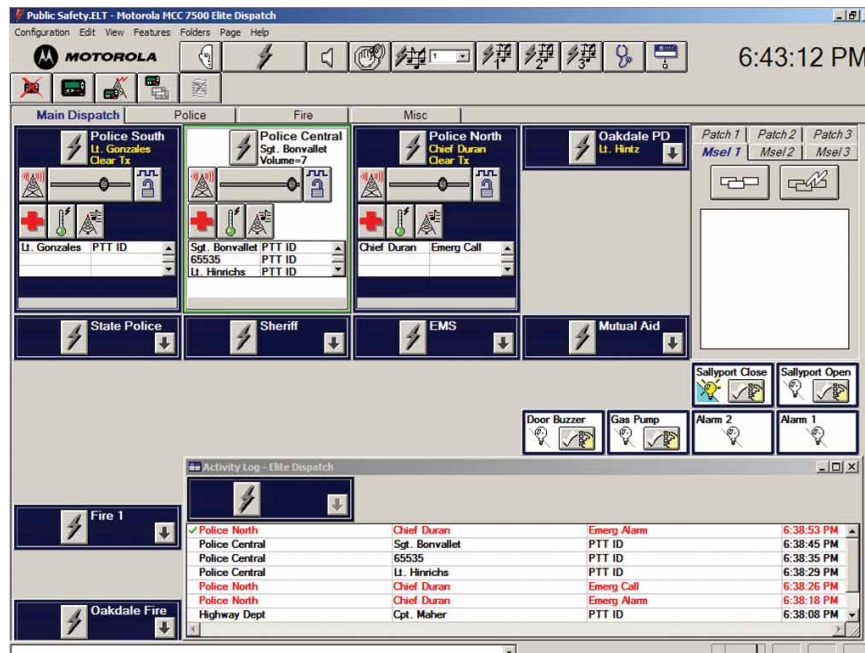 Public Safety.ELT - Motorola MCC 7500 Elite Dispatch
Configuration Edit View Features Folders Page Help
MOTOROLA
1
1 2 3
6:43:12 PM
Main Dispatch Police Fire Misc
Police South
Lt. Gonzales
Clear Tx
Lt. Gonzales PTT ID
Police Central
Sgt. Bonvallet
Volume=7
Sgt. Bonvallet PTT ID
65535 PTT ID
Lt. Hinrichs PTT ID
Police North
Chief Duran
Clear Tx
Chief Duran Emerg Call
Oakdale PD
Lt. Hintz
Patch 1 Patch 2 Patch 3
Msel 1 Msel 2 Msel 3
State Police Sheriff EMS Mutual Aid
Sallyport Close Sallyport Open
Door Buzzer Gas Pump Alarm 2 Alarm 1
Activity Log - Elite Dispatch
Police North Chief Duran Emerg Alarm 6:38:53 PM
Police Central Sgt. Bonvallet PTT ID 6:38:45 PM
Police Central 65535 PTT ID 6:38:35 PM
Police Central Lt. Hinrichs PTT ID 6:38:29 PM
Police North Chief Duran Emerg Call 6:38:26 PM
Police North Chief Duran Emerg Alarm 6:38:18 PM
Highway Dept Cpt. Maher PTT ID 6:38:08 PM
Fire 1
Oakdale Fire